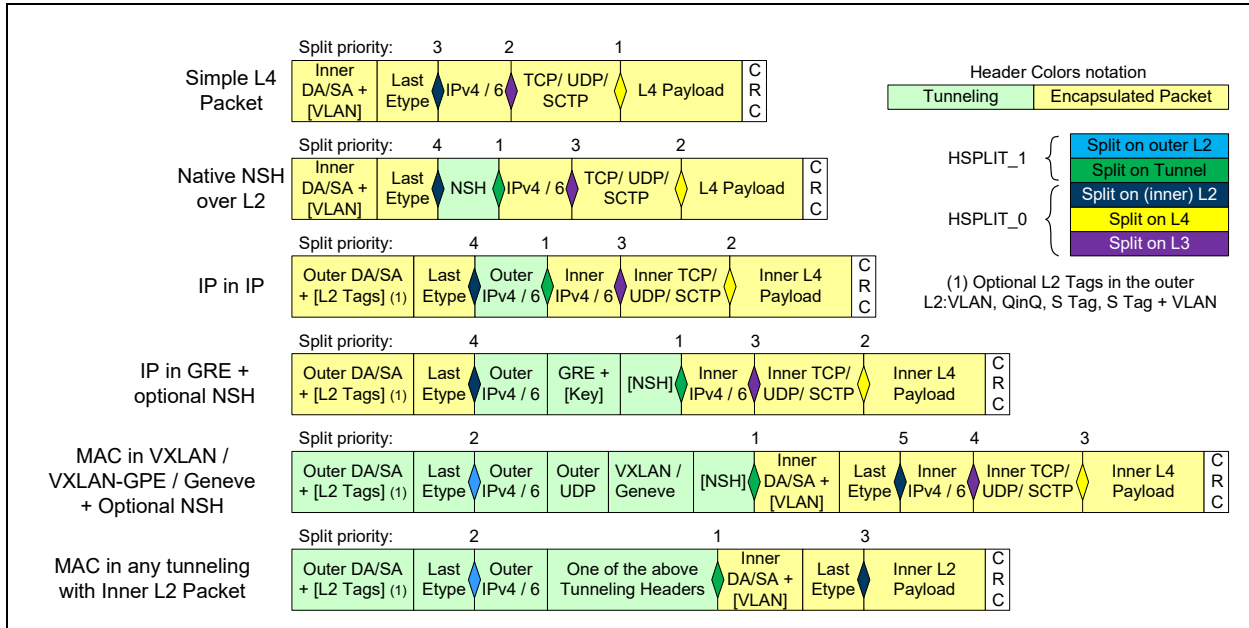 Split priority: 3 2 1
Simple L4
Packet
Inner
DA/SA +
[VLAN]
Last
Etype
IPv4 / 6
TCP/ UDP/
SCTP
L4 Payload
C
R
C
Header Colors notation
Tunneling
Encapsulated Packet
HSPLIT_1
Split on outer L2
Split on Tunnel
HSPLIT_0
Split on (inner) L2
Split on L4
Split on L3
(1) Optional L2 Tags in the outer
L2:VLAN, QinQ, S Tag, S Tag + VLAN
Split priority: 4 1 3 2
Native NSH
over L2
Inner
DA/SA +
[VLAN]
Last
Etype
NSH
IPv4 / 6
TCP/ UDP/
SCTP
L4 Payload
C
R
C
Split priority: 4 1 3 2
IP in IP
Outer DA/SA
+ [L2 Tags] (1)
Last
Etype
Outer
IPv4 / 6
Inner
IPv4 / 6
Inner TCP/
UDP/ SCTP
Inner L4
Payload
C
R
C
Split priority: 4 1 3 2
IP in GRE +
optional NSH
Outer DA/SA
+ [L2 Tags] (1)
Last
Etype
Outer
IPv4 / 6
GRE +
[Key]
[NSH]
Inner
IPv4 / 6
Inner TCP/
UDP/ SCTP
Inner L4
Payload
C
R
C
Split priority: 2 1 5 4 3
MAC in VXLAN /
VXLAN-GPE / Geneve
+ Optional NSH
Outer DA/SA
+ [L2 Tags] (1)
Last
Etype
Outer
IPv4 / 6
Outer
UDP
VXLAN /
Geneve
[NSH]
Inner
DA/SA +
[VLAN]
Last
Etype
Inner
IPv4 / 6
Inner TCP/
UDP/ SCTP
Inner L4
Payload
C
R
C
Split priority: 2 1 3
MAC in any tunneling
with Inner L2 Packet
Outer DA/SA
+ [L2 Tags] (1)
Last
Etype
Outer
IPv4 / 6
One of the above
Tunneling Headers
Inner
DA/SA +
[VLAN]
Last
Etype
Inner L2
Payload
C
R
C